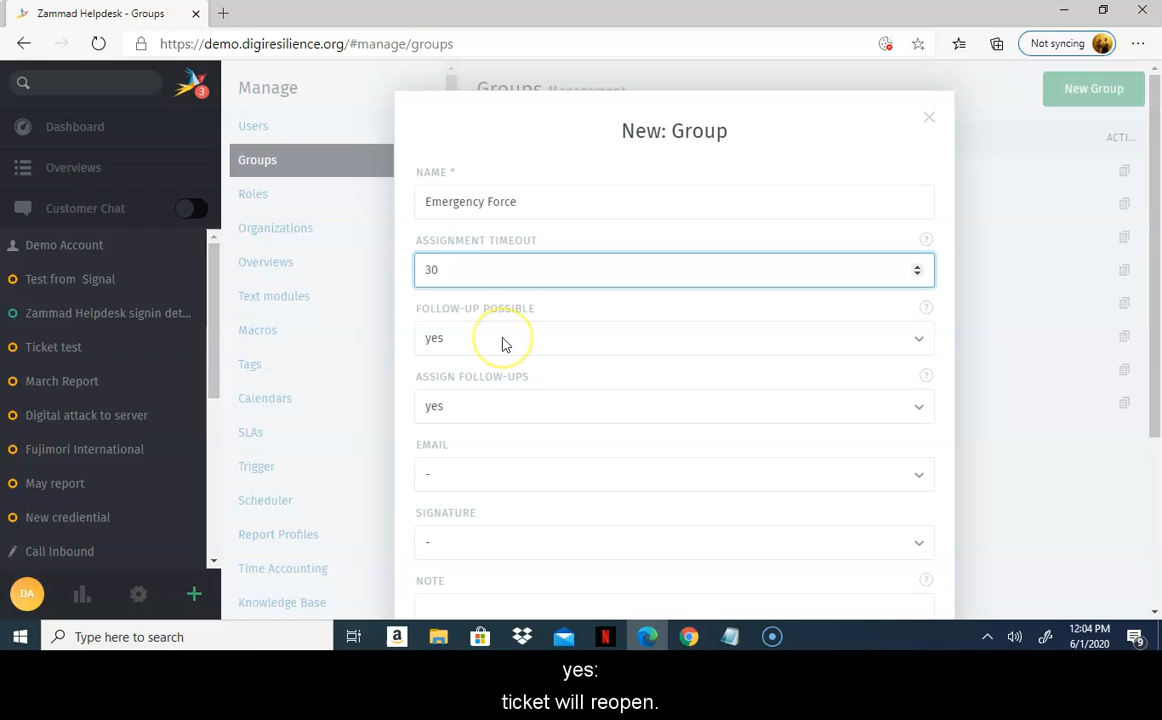 Zammad Helpdesk - Groups
https://demo.digiresilience.org/#manage/groups
Not syncing
3
Dashboard
Overviews
Customer Chat
Demo Account
Test from Signal
Zammad Helpdesk signin det...
Ticket test
March Report
Digital attack to server
Fujimori International
May report
New crediential
Call Inbound
DA
Manage
Users
Groups
Roles
Organizations
Overviews
Text modules
Macros
Tags
Calendars
SLAs
Trigger
Scheduler
Report Profiles
Time Accounting
Knowledge Base
Groups Management
New Group
ACTI...
New: Group
NAME *
Emergency Force
ASSIGNMENT TIMEOUT
?
30
FOLLOW-UP POSSIBLE
?
yes
ASSIGN FOLLOW-UPS
?
yes
EMAIL
-
SIGNATURE
-
NOTE
?
Type here to search
a
N
12:04 PM
6/1/2020
9
yes:
ticket will reopen.